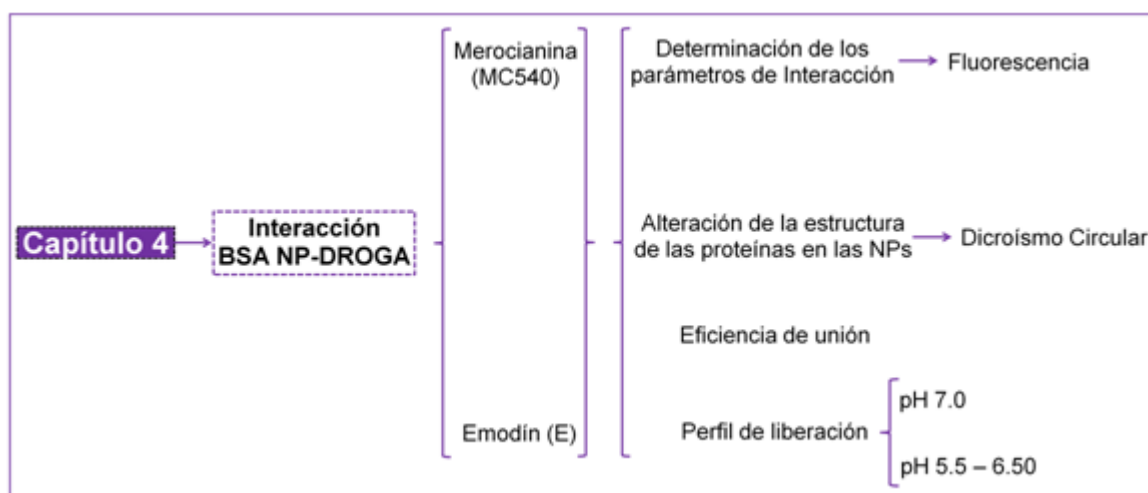 Capítulo 4
Interacción
BSA NP-DROGA
Merocianina
(MC540)
Emodín (E)
Determinación de los
parámetros de Interacción
Fluorescencia
Alteración de la estructura
de las proteínas en las NPs
Dicroísmo Circular
Eficiencia de unión
Perfil de liberación
pH 7.0
pH 5.5 – 6.50